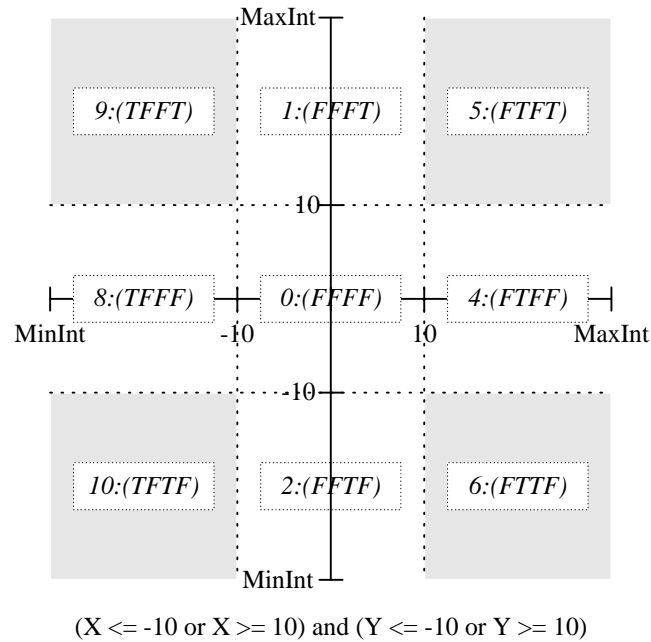 MaxInt
9:(TFFT) 1:(FFFT) 5:(FTFT)
10
8:(TFFF) 0:(FFFF) 4:(FTFF)
MinInt -10 10 MaxInt
-10
10:(TFTF) 2:(FFTF) 6:(FTTF)
MinInt
(X <= -10 or X >= 10) and (Y <= -10 or Y >= 10)